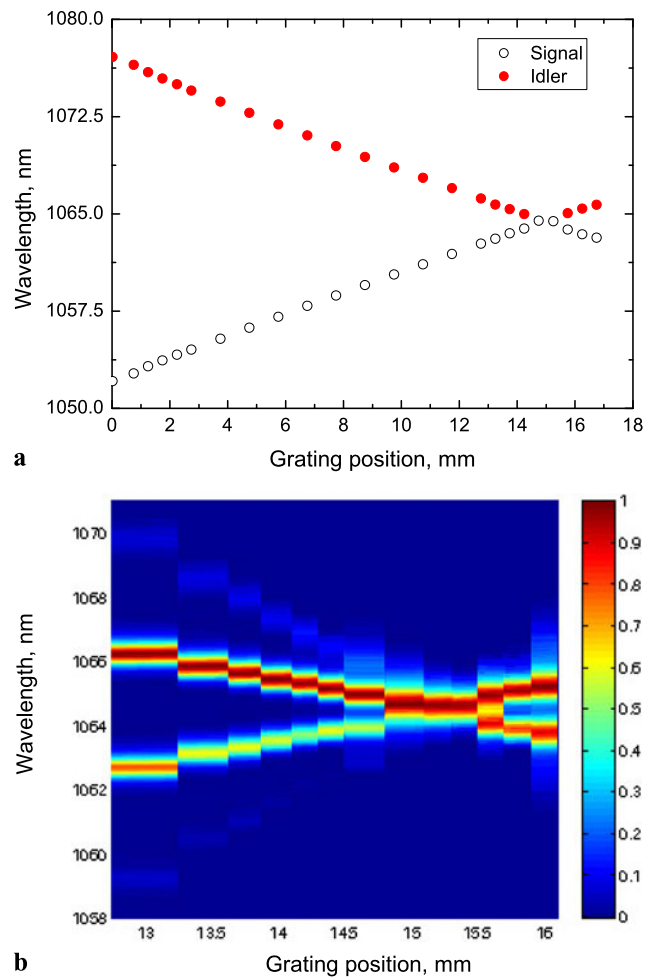 1080.0
1072.5
1065.0
1057.5
1050.0
Wavelength, nm
Signal
Idler
0 2 4 6 8 10 12 14 16 18
Grating position, mm
a
1070
1068
1066
1064
1062
1060
1058
Wavelength, nm
13 13.5 14 14.5 15 15.5 16
Grating position, mm
1
0.9
0.8
0.7
0.6
0.5
0.4
0.3
0.2
0.1
0
b